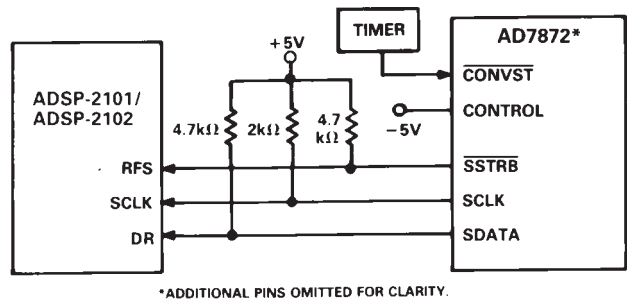 TIMER
AD7872*
+5V
CONVST
ADSP-2101/
ADSP-2102
4.7kΩ
2kΩ
4.7
kΩ
CONTROL
−5V
RFS
SSTRB
SCLK
SCLK
DR
SDATA
*ADDITIONAL PINS OMITTED FOR CLARITY.